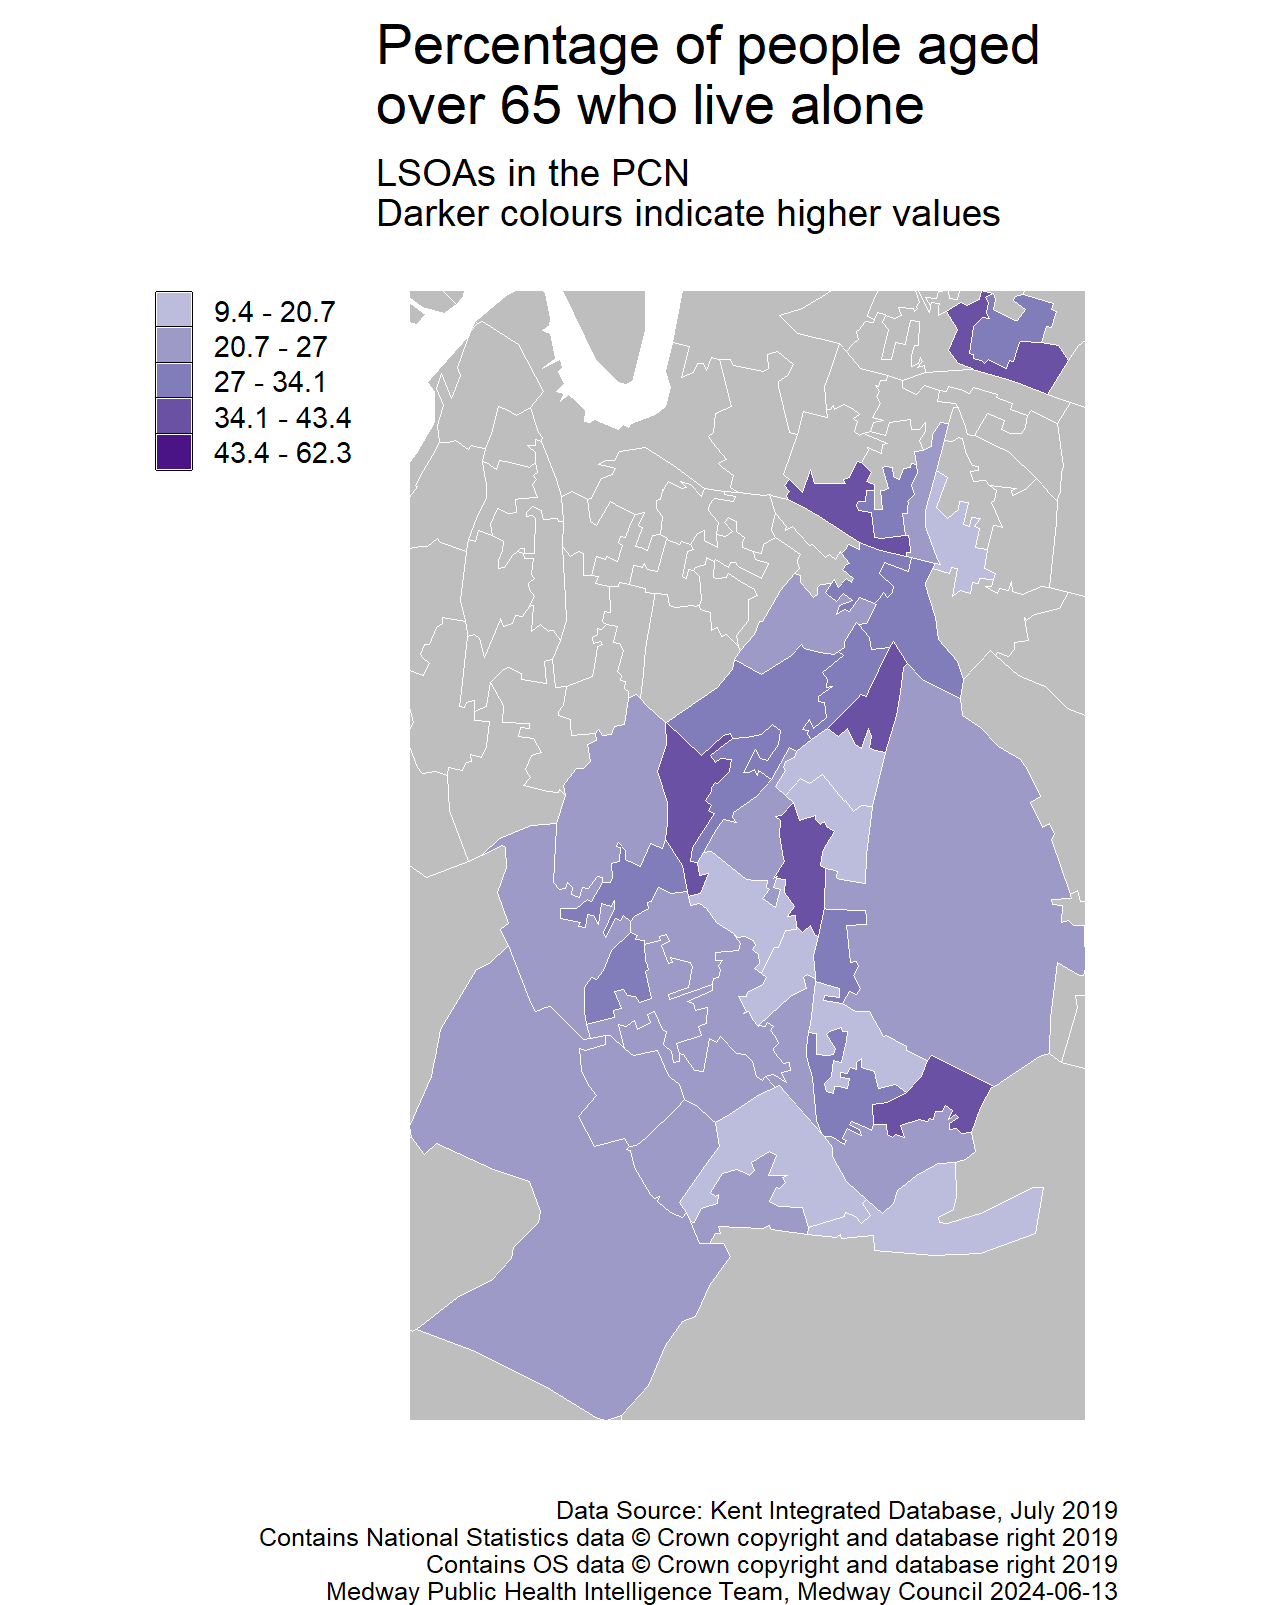 Percentage of people aged
over 65 who live alone
LSOAs in the PCN
Darker colours indicate higher values
9.4 - 20.7
20.7 - 27
27 - 34.1
34.1 - 43.4
43.4 - 62.3
Data Source: Kent Integrated Database, July 2019
Contains National Statistics data © Crown copyright and database right 2019
Contains OS data © Crown copyright and database right 2019
Medway Public Health Intelligence Team, Medway Council 2024-06-13